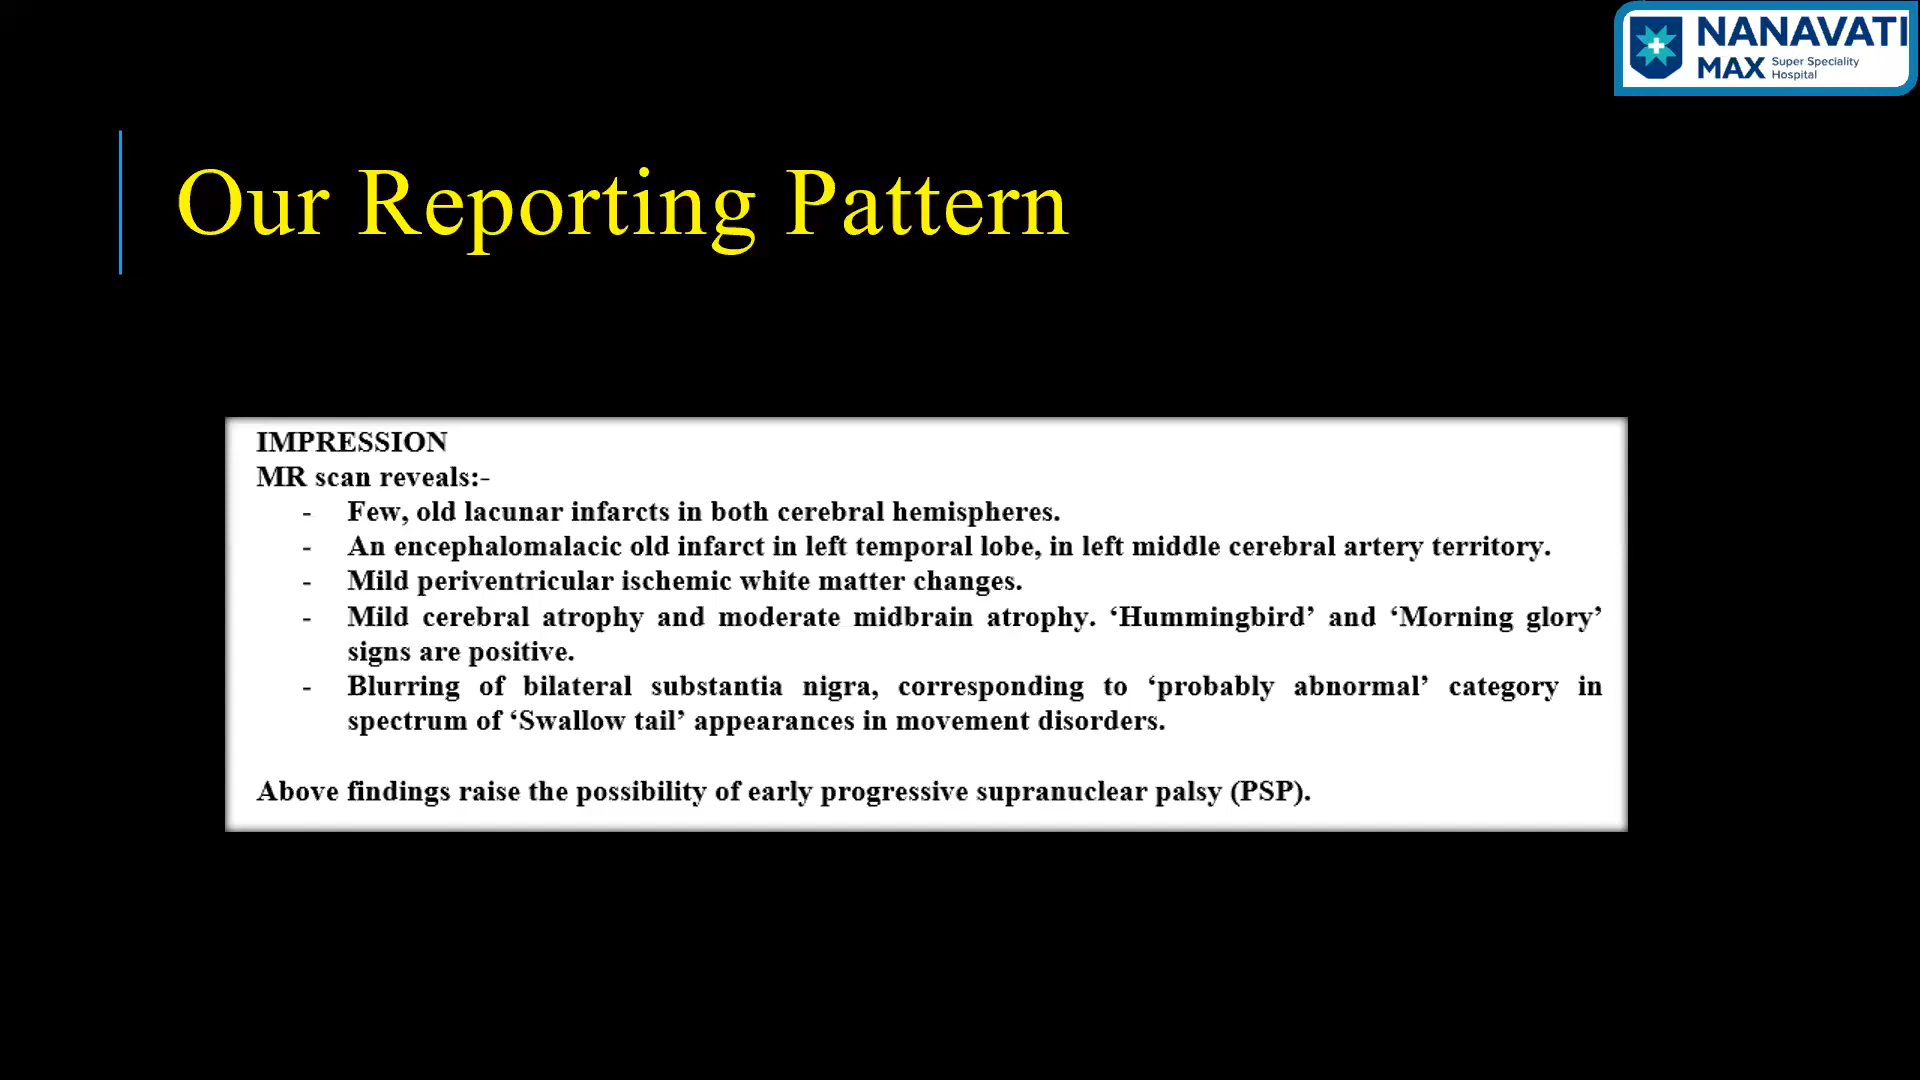 NANAVATI
MAX Super Speciality
Hospital
Our Reporting Pattern
IMPRESSION
MR scan reveals:-
- Few, old lacunar infarcts in both cerebral hemispheres.
- An encephalomalacic old infarct in left temporal lobe, in left middle cerebral artery territory.
- Mild periventricular ischemic white matter changes.
- Mild cerebral atrophy and moderate midbrain atrophy. ‘Hummingbird’ and ‘Morning glory’
signs are positive.
- Blurring of bilateral substantia nigra, corresponding to ‘probably abnormal’ category in
spectrum of ‘Swallow tail’ appearances in movement disorders.
Above findings raise the possibility of early progressive supranuclear palsy (PSP).